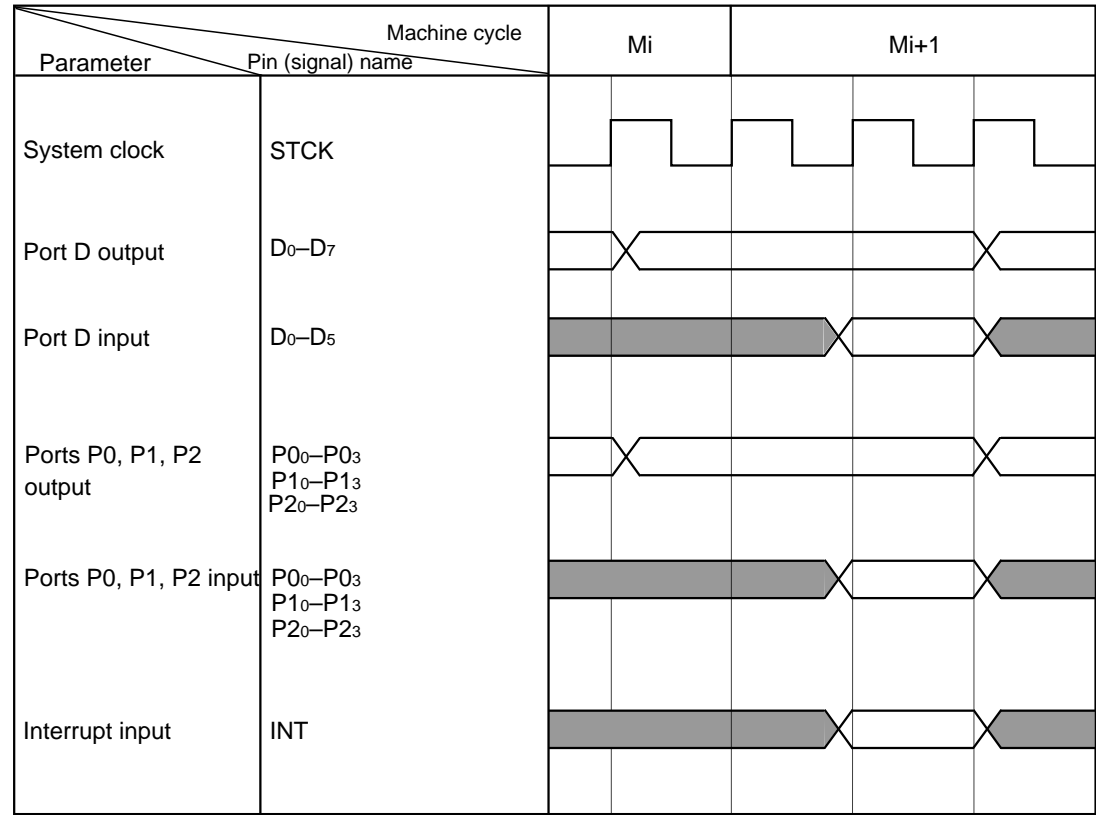 Machine cycle
Parameter
Pin (signal) name
Mi
Mi+1
System clock
STCK
Port D output
D0–D7
Port D input
D0–D5
Ports P0, P1, P2
output
P00–P03
P10–P13
P20–P23
Ports P0, P1, P2 input
P00–P03
P10–P13
P20–P23
Interrupt input
INT